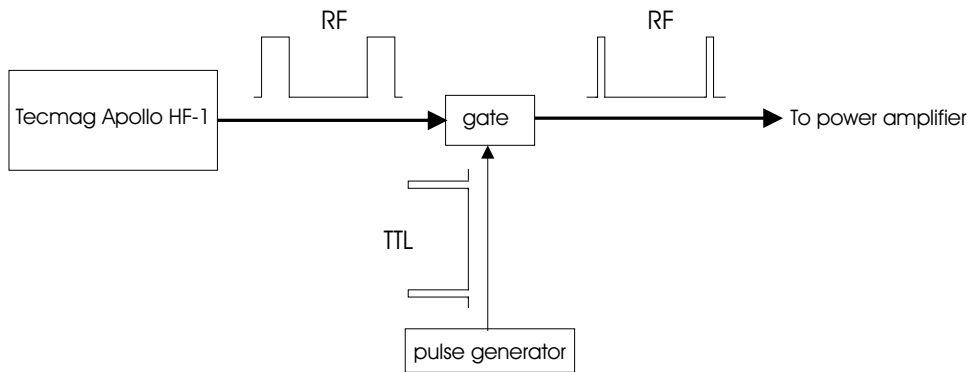 RF
RF
Tecmag Apollo HF-1
gate
To power amplifier
TTL
pulse generator